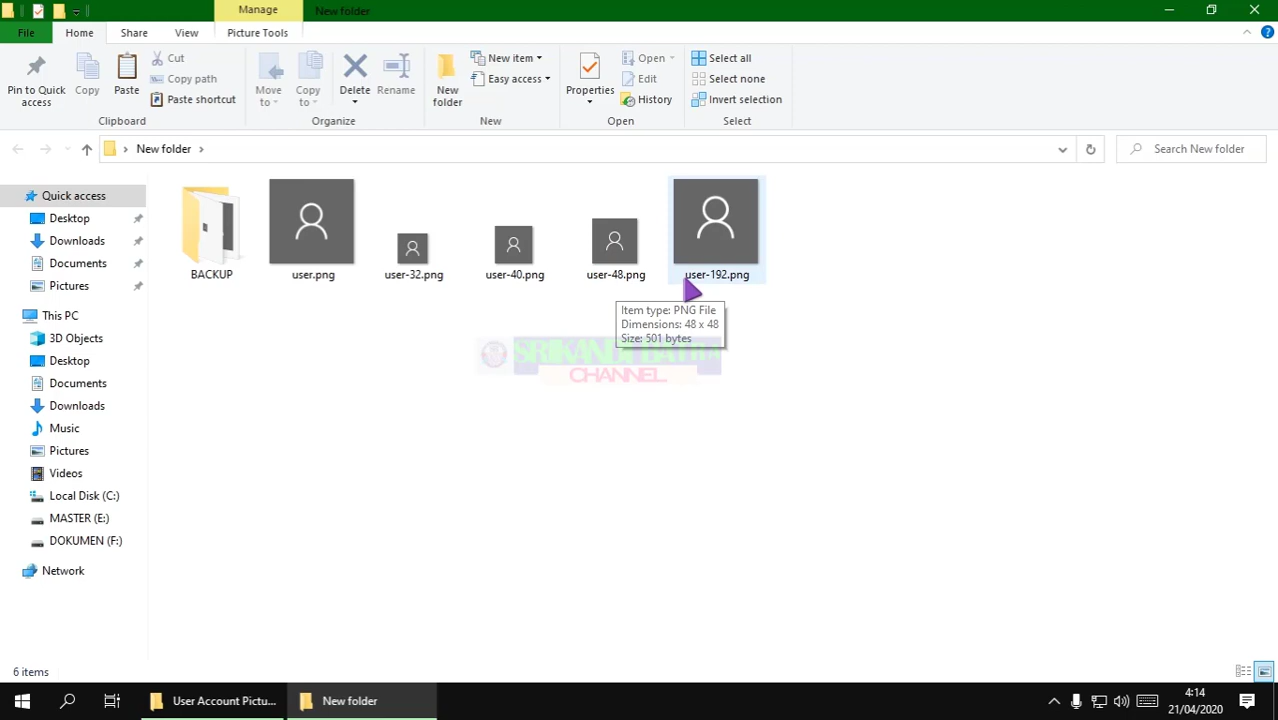 Manage
New folder
File
Home
Share
View
Picture Tools
Pin to Quick access
Copy
Paste
Cut
Copy path
Paste shortcut
Clipboard
Move to
Copy to
Delete
Rename
Organize
New folder
New item
Easy access
New
Properties
Open
Edit
History
Open
Select all
Select none
Invert selection
Select
New folder
Search New folder
Quick access
Desktop
Downloads
Documents
Pictures
This PC
3D Objects
Desktop
Documents
Downloads
Music
Pictures
Videos
Local Disk (C:)
MASTER (E:)
DOKUMEN (F:)
Network
BACKUP
user.png
user-32.png
user-40.png
user-48.png
user-192.png
Item type: PNG File
Dimensions: 48 x 48
Size: 501 bytes
CHANNEL
6 items
User Account Pictu...
New folder
4:14
21/04/2020